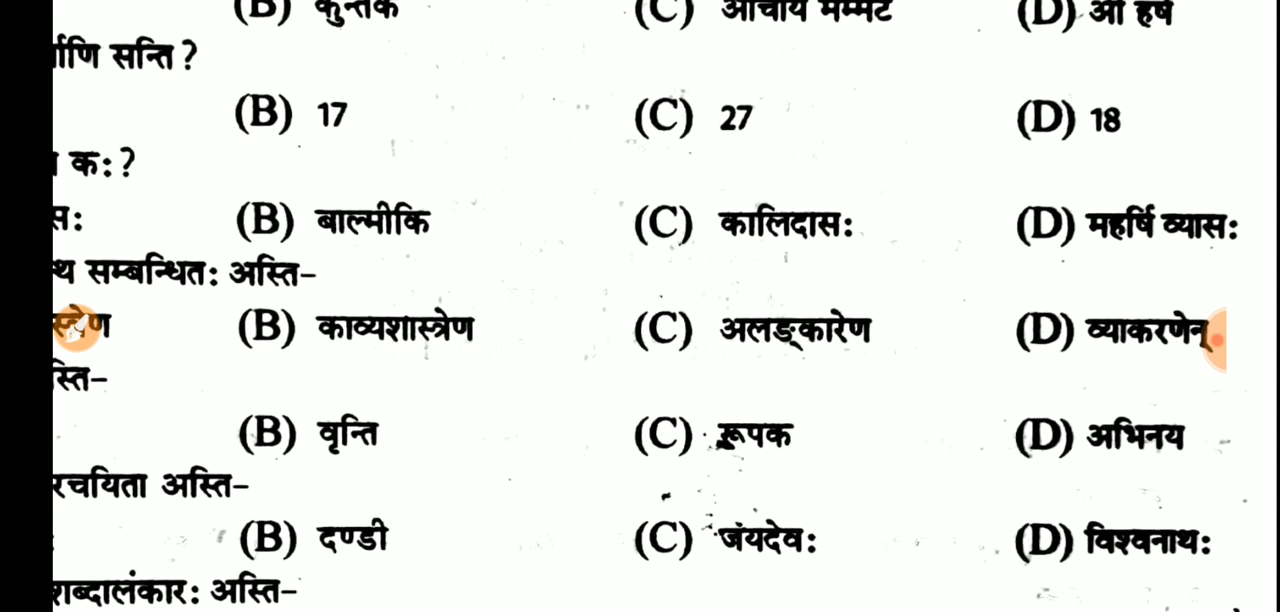 (B) कुन्तक (C) आचार्य मम्मट (D) श्री हर्ष
र्माणि सन्ति ?
(B) 17 (C) 27 (D) 18
कः ?
सः (B) बाल्मीकि (C) कालिदासः (D) महर्षि व्यासः
थ सम्बन्धितः अस्ति-
स्त्रेण (B) काव्यशास्त्रेण (C) अलङ्कारेण (D) व्याकरणेन्
स्ति-
(B) वृन्ति (C) रूपक (D) अभिनय
रचयिता अस्ति-
(B) दण्डी (C) जंयदेवः (D) विश्वनाथः
शब्दालंकारः अस्ति-